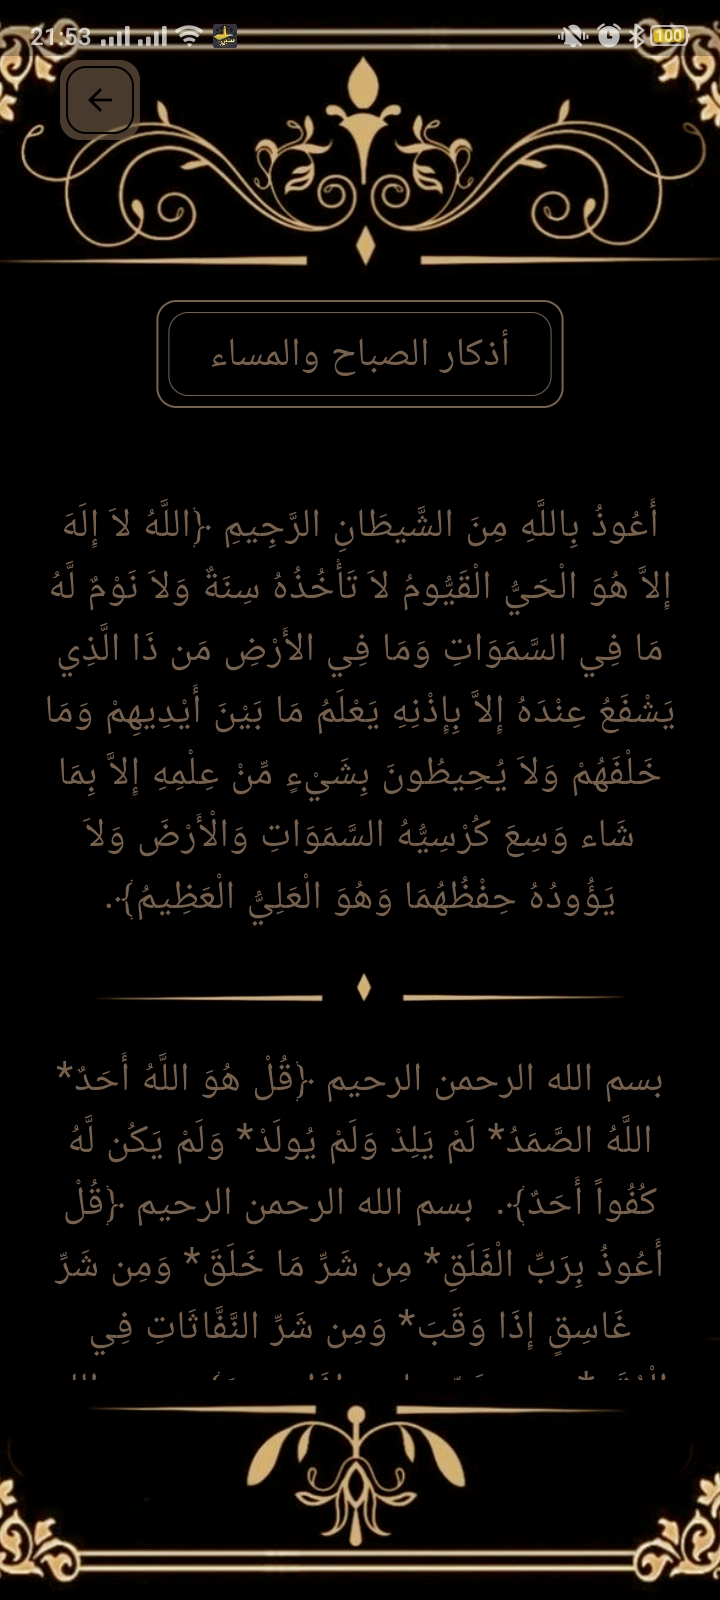 21:53
100
أذكار الصباح والمساء
أَعُوذُ بِاللَّهِ مِنَ الشَّيطَانِ الرَّجِيمِ ﴿اللَّهُ لاَ إِلَهَ
إِلاَّ هُوَ الْحَيُّ الْقَيُّومُ لاَ تَأْخُذُهُ سِنَةٌ وَلاَ نَوْمٌ لَّهُ
مَا فِي السَّمَوَاتِ وَمَا فِي الأَرْضِ مَن ذَا الَّذِي
يَشْفَعُ عِنْدَهُ إِلاَّ بِإِذْنِهِ يَعْلَمُ مَا بَيْنَ أَيْدِيهِمْ وَمَا
خَلْفَهُمْ وَلاَ يُحِيطُونَ بِشَيْءٍ مِّنْ عِلْمِهِ إِلاَّ بِمَا
شَاء وَسِعَ كُرْسِيُّهُ السَّمَوَاتِ وَالْأَرْضَ وَلاَ
يَؤُودُهُ حِفْظُهُمَا وَهُوَ الْعَلِيُّ الْعَظِيمُ﴾.
بسم الله الرحمن الرحيم ﴿قُلْ هُوَ اللَّهُ أَحَدٌ*
اللَّهُ الصَّمَدُ* لَمْ يَلِدْ وَلَمْ يُولَدْ* وَلَمْ يَكُن لَّهُ
كُفُواً أَحَدٌ﴾. بسم الله الرحمن الرحيم ﴿قُلْ
أَعُوذُ بِرَبِّ الْفَلَقِ* مِن شَرِّ مَا خَلَقَ* وَمِن شَرِّ
غَاسِقٍ إِذَا وَقَبَ* وَمِن شَرِّ النَّفَّاثَاتِ فِي